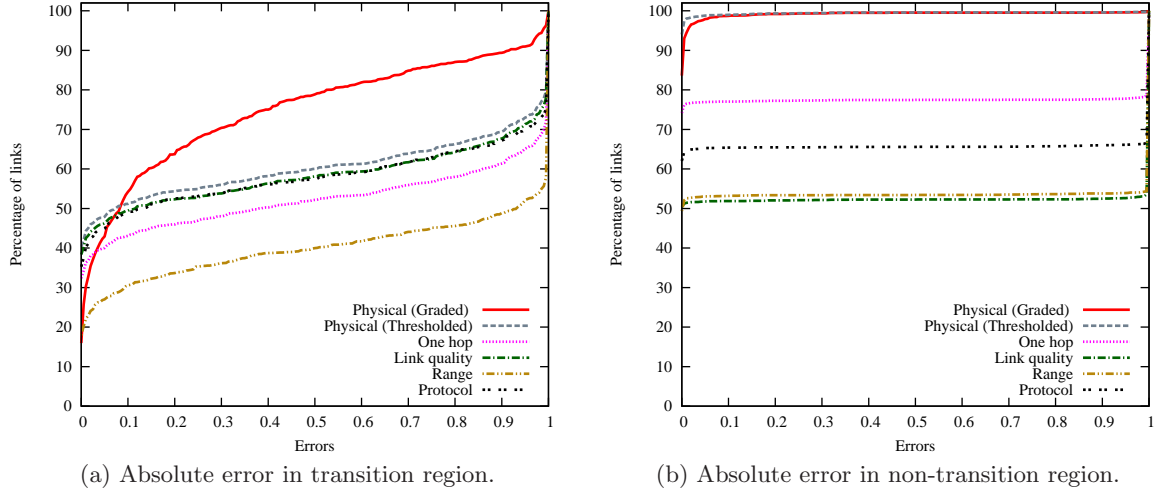 100
90
80
70
60
50
40
30
20
10
0
Percentage of links
0 0.1 0.2 0.3 0.4 0.5 0.6 0.7 0.8 0.9 1
Errors
Physical (Graded)
Physical (Thresholded)
One hop
Link quality
Range
Protocol
(a) Absolute error in transition region.
100
90
80
70
60
50
40
30
20
10
0
Percentage of links
0 0.1 0.2 0.3 0.4 0.5 0.6 0.7 0.8 0.9 1
Errors
Physical (Graded)
Physical (Thresholded)
One hop
Link quality
Range
Protocol
(b) Absolute error in non-transition region.